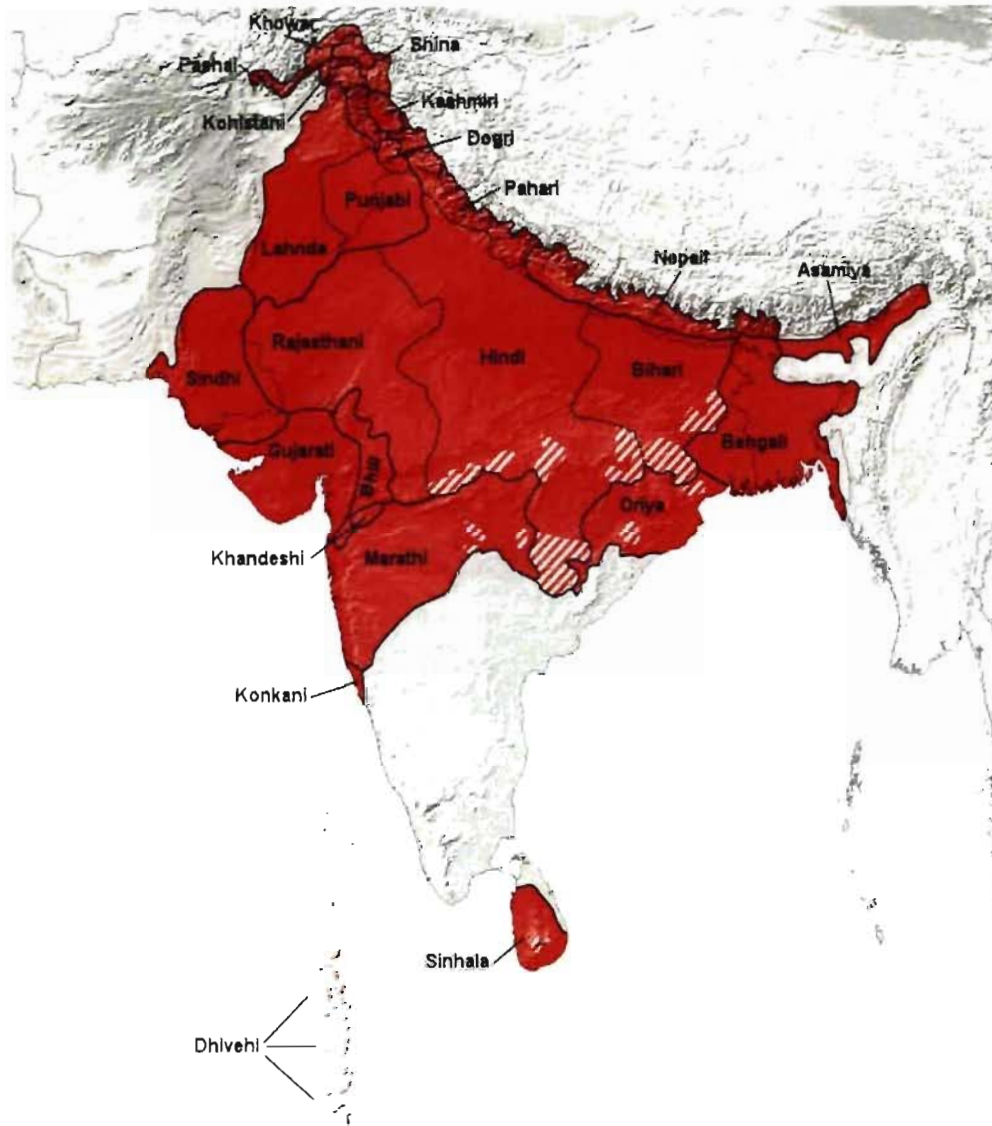 Khowar
Shina
Pashai
Kashmiri
Kohistani
Dogri
Punjabi
Pahari
Lahnda
Nepali
Asamiya
Rajasthani
Hindi
Bihari
Sindhi
Gujarati
Bengali
Bhili
Oriya
Khandeshi
Marathi
Konkani
Sinhala
Dhivehi